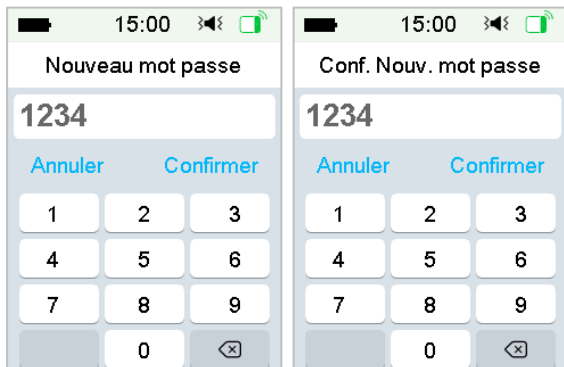 15:00
Nouveau mot passe
1234
Annuler Confirmer
1 2 3
4 5 6
7 8 9
0
15:00
Conf. Nouv. mot passe
1234
Annuler Confirmer
1 2 3
4 5 6
7 8 9
0